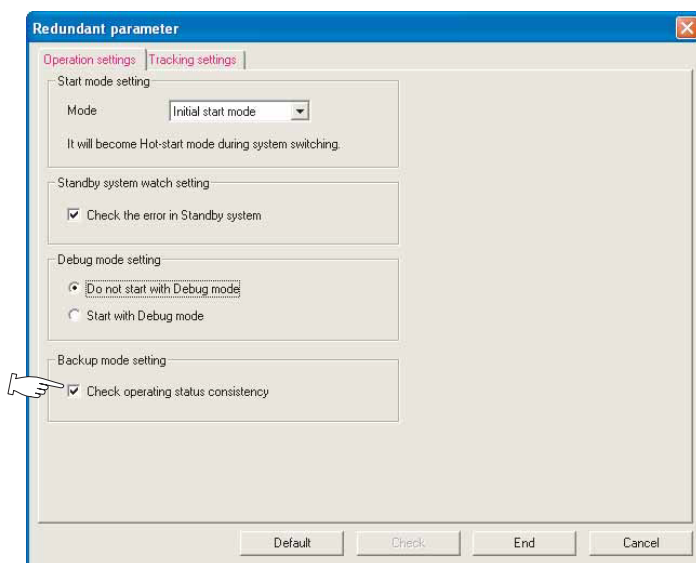 Redundant parameter
Operation settings Tracking settings
Start mode setting
Mode Initial start mode
It will become Hot-start mode during system switching.
Standby system watch setting
Check the error in Standby system
Debug mode setting
Do not start with Debug mode
Start with Debug mode
Backup mode setting
Check operating status consistency
Default Check End Cancel